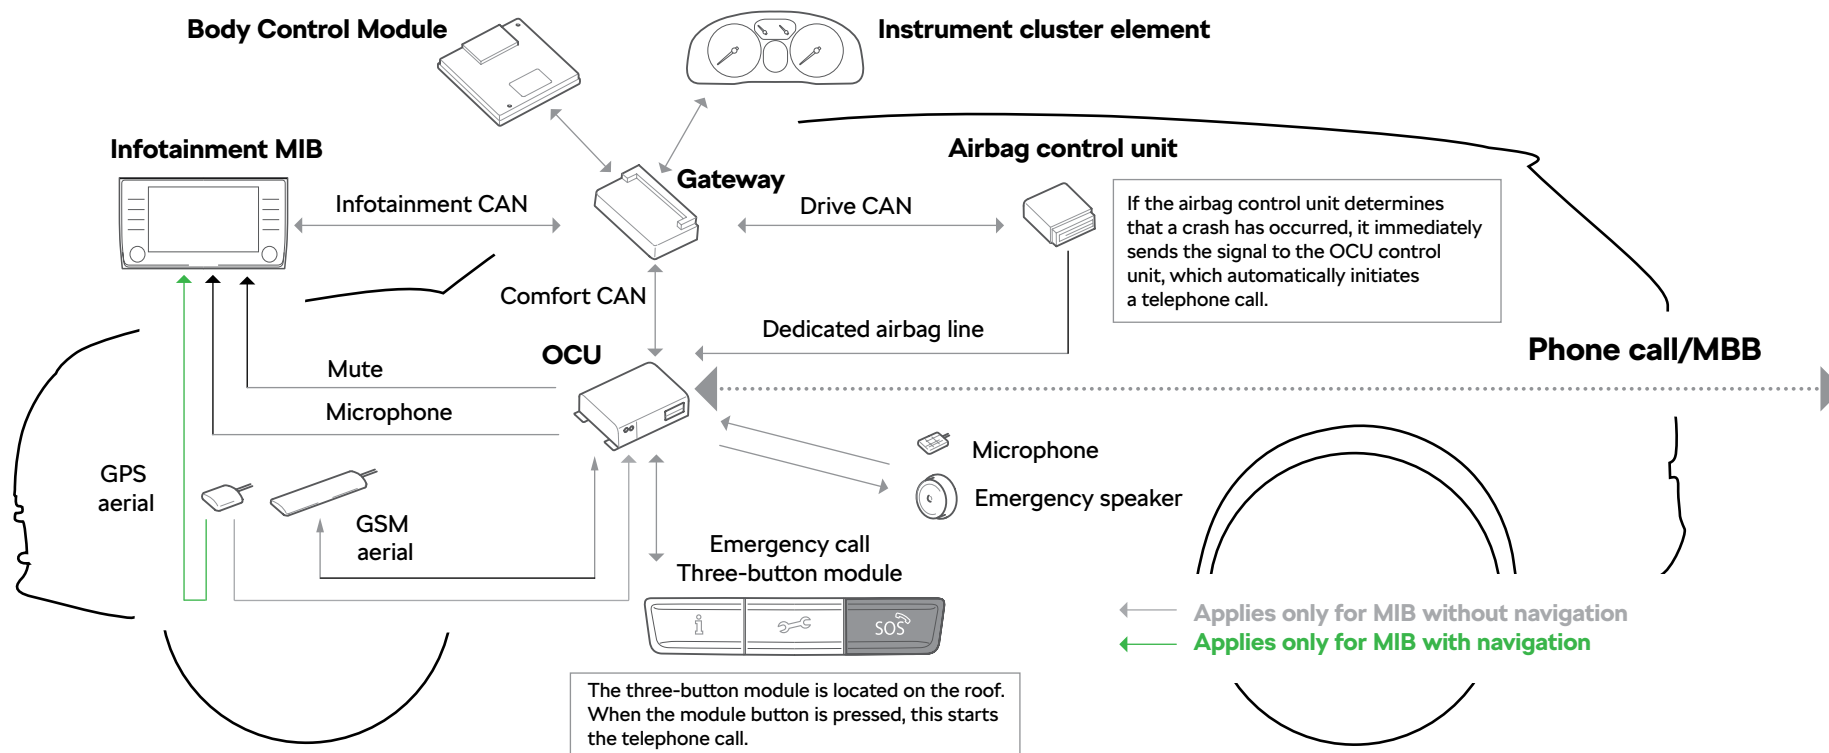 Body Control Module
Instrument cluster element
Infotainment MIB
Airbag control unit
Gateway
Infotainment CAN
Drive CAN
If the airbag control unit determines
that a crash has occurred, it immediately
sends the signal to the OCU control
unit, which automatically initiates
a telephone call.
Comfort CAN
Dedicated airbag line
OCU
Phone call/MBB
Mute
Microphone
Microphone
Emergency speaker
GPS
aerial
GSM
aerial
Emergency call
Three-button module
i
SOS
Applies only for MIB without navigation
Applies only for MIB with navigation
The three-button module is located on the roof.
When the module button is pressed, this starts
the telephone call.